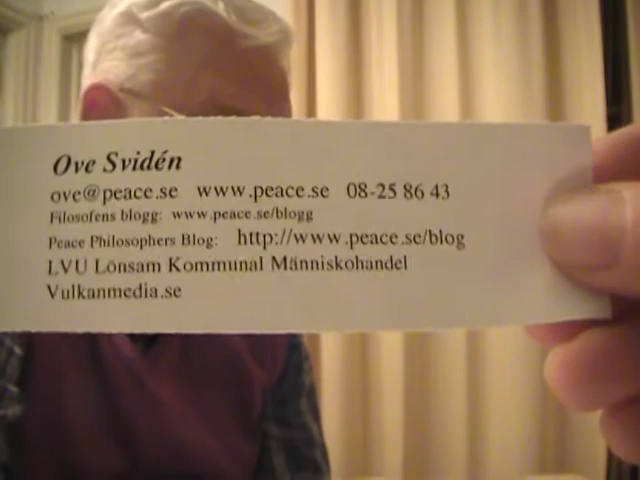 Ove Svidén
ove@peace.se www.peace.se 08-25 86 43
Filosofens blogg: www.peace.se/blogg
Peace Philosophers Blog: http://www.peace.se/blog
LVU Lönsam Kommunal Människohandel
Vulkanmedia.se